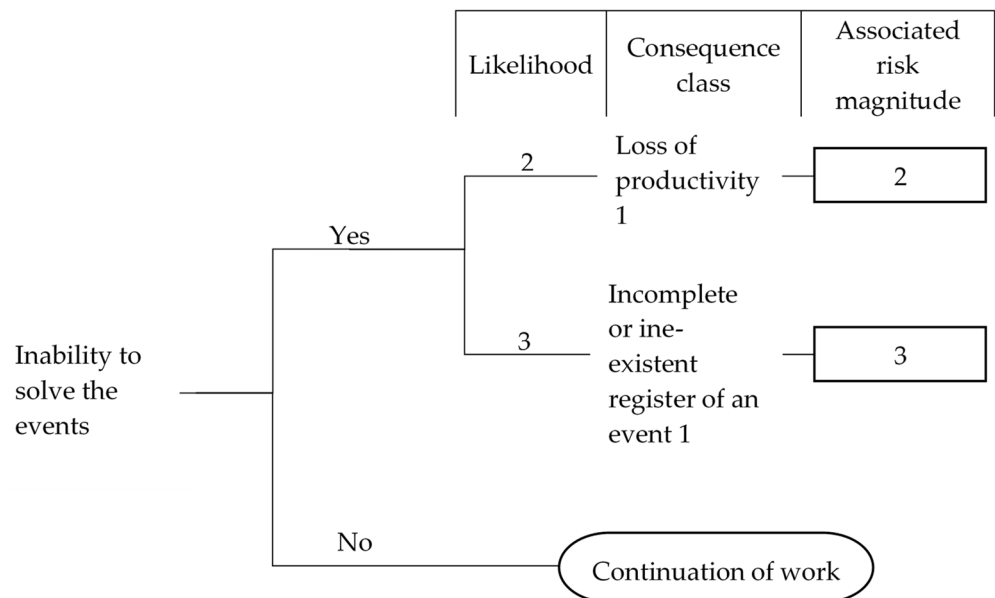 Likelihood
Consequence
class
Associated
risk
magnitude
2
Loss of
productivity
1
2
Yes
3
Incomplete
or ine-
existent
register of an
event 1
3
Inability to
solve the
events
No
Continuation of work